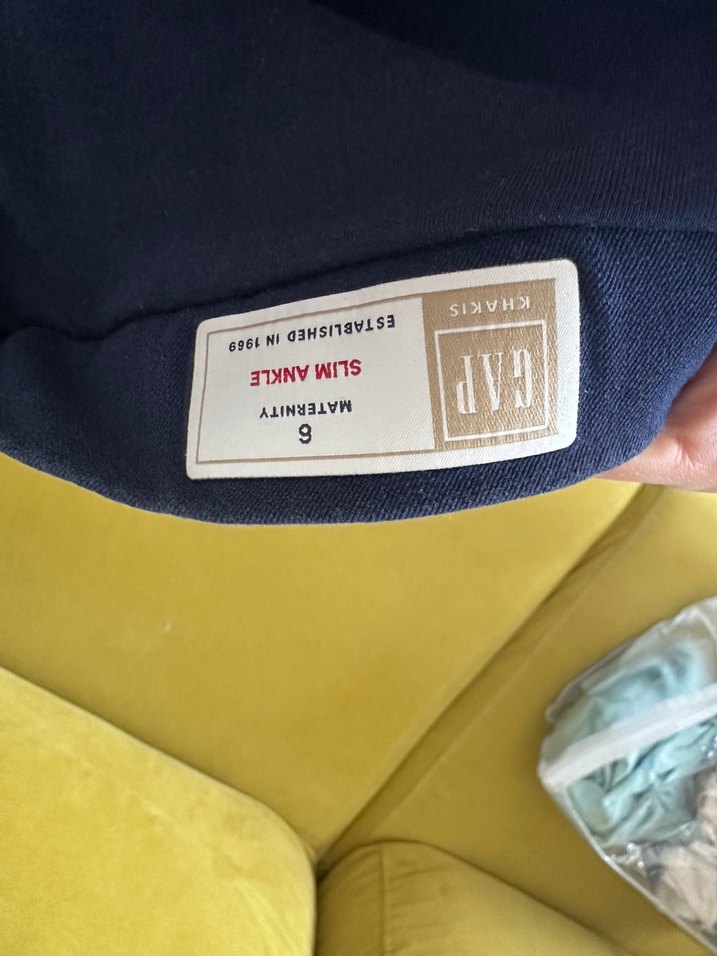 GAP
KHAKIS
6
MATERNITY
SLIM ANKLE
ESTABLISHED IN 1969